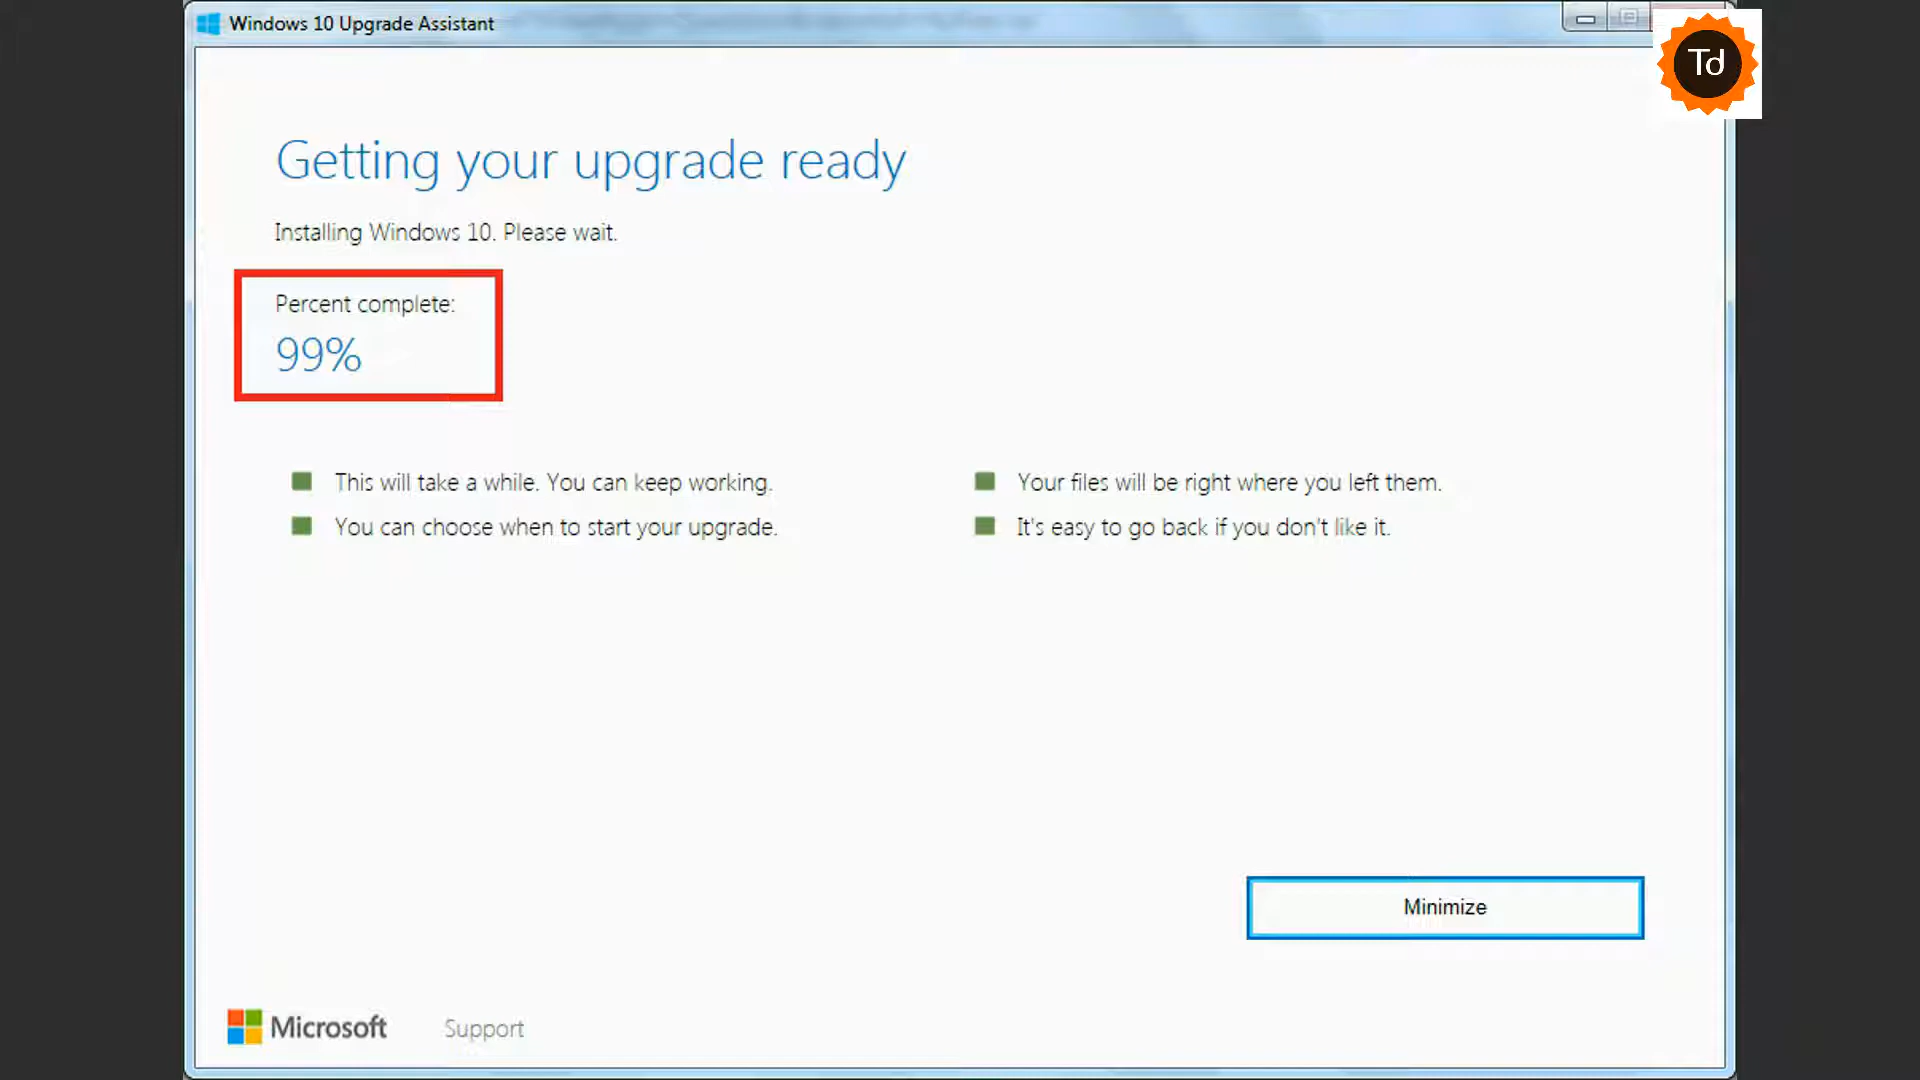 Windows 10 Upgrade Assistant
Td
Getting your upgrade ready
Installing Windows 10. Please wait.
Percent complete:
99%
This will take a while. You can keep working.
You can choose when to start your upgrade.
Your files will be right where you left them.
It's easy to go back if you don't like it.
Minimize
Microsoft
Support